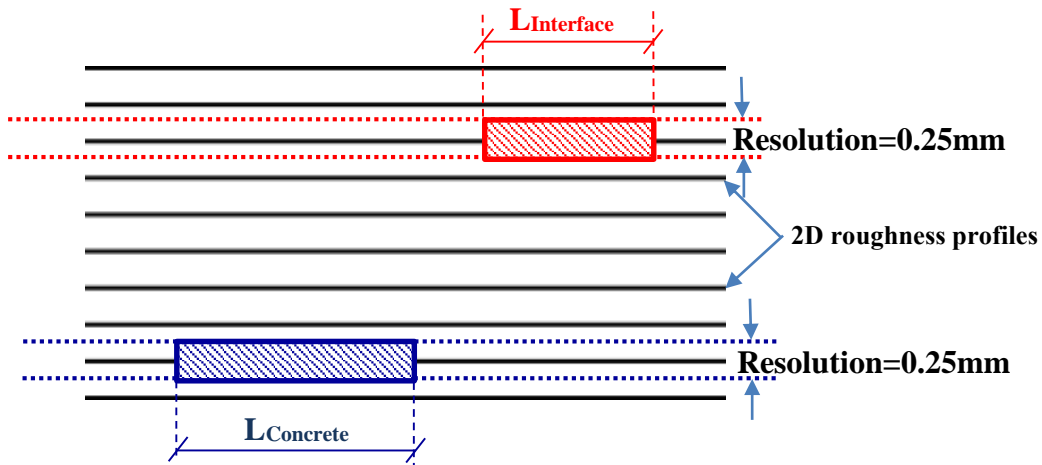 LInterface
Resolution=0.25mm
2D roughness profiles
Resolution=0.25mm
LConcrete